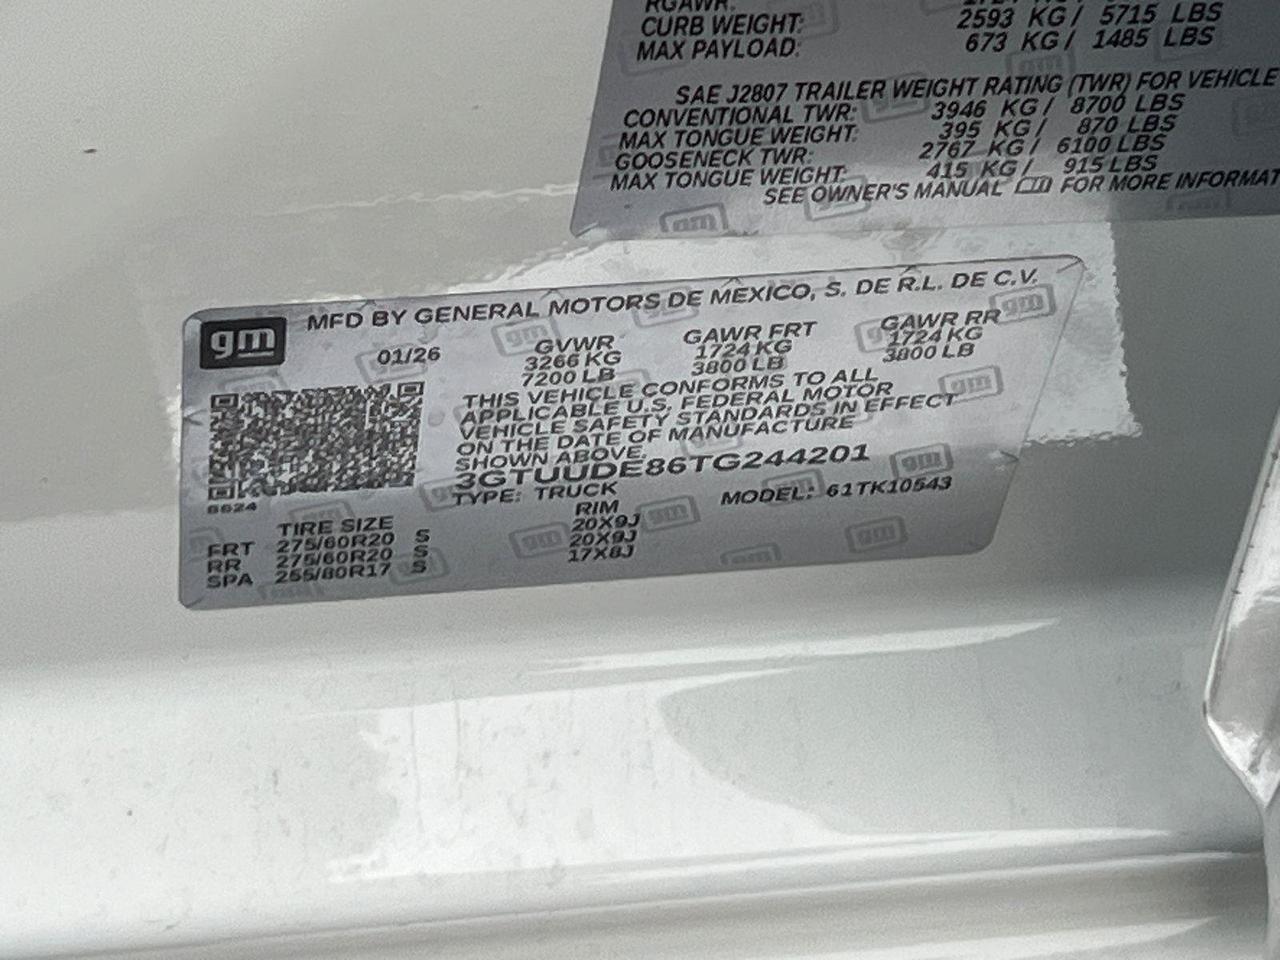 RGAWR:
CURB WEIGHT: 2593 KG / 5715 LBS
MAX PAYLOAD: 673 KG / 1485 LBS
SAE J2807 TRAILER WEIGHT RATING (TWR) FOR VEHICLE
CONVENTIONAL TWR: 3946 KG / 8700 LBS
MAX TONGUE WEIGHT: 395 KG / 870 LBS
GOOSENECK TWR: 2767 KG / 6100 LBS
MAX TONGUE WEIGHT: 415 KG / 915 LBS
SEE OWNER'S MANUAL FOR MORE INFORMAT
gm
MFD BY GENERAL MOTORS DE MEXICO, S. DE R.L. DE C.V.
01/26 GVWR GAWR FRT GAWR RR
3266 KG 1724 KG 1724 KG
7200 LB 3800 LB 3800 LB
THIS VEHICLE CONFORMS TO ALL
APPLICABLE U.S. FEDERAL MOTOR
VEHICLE SAFETY STANDARDS IN EFFECT
ON THE DATE OF MANUFACTURE
SHOWN ABOVE.
3GTUUDE86TG244201
TYPE: TRUCK MODEL: 61TK10543
8624
TIRE SIZE RIM
FRT 275/60R20 S 20X9J
RR 275/60R20 S 20X9J
SPA 255/80R17 S 17X8J